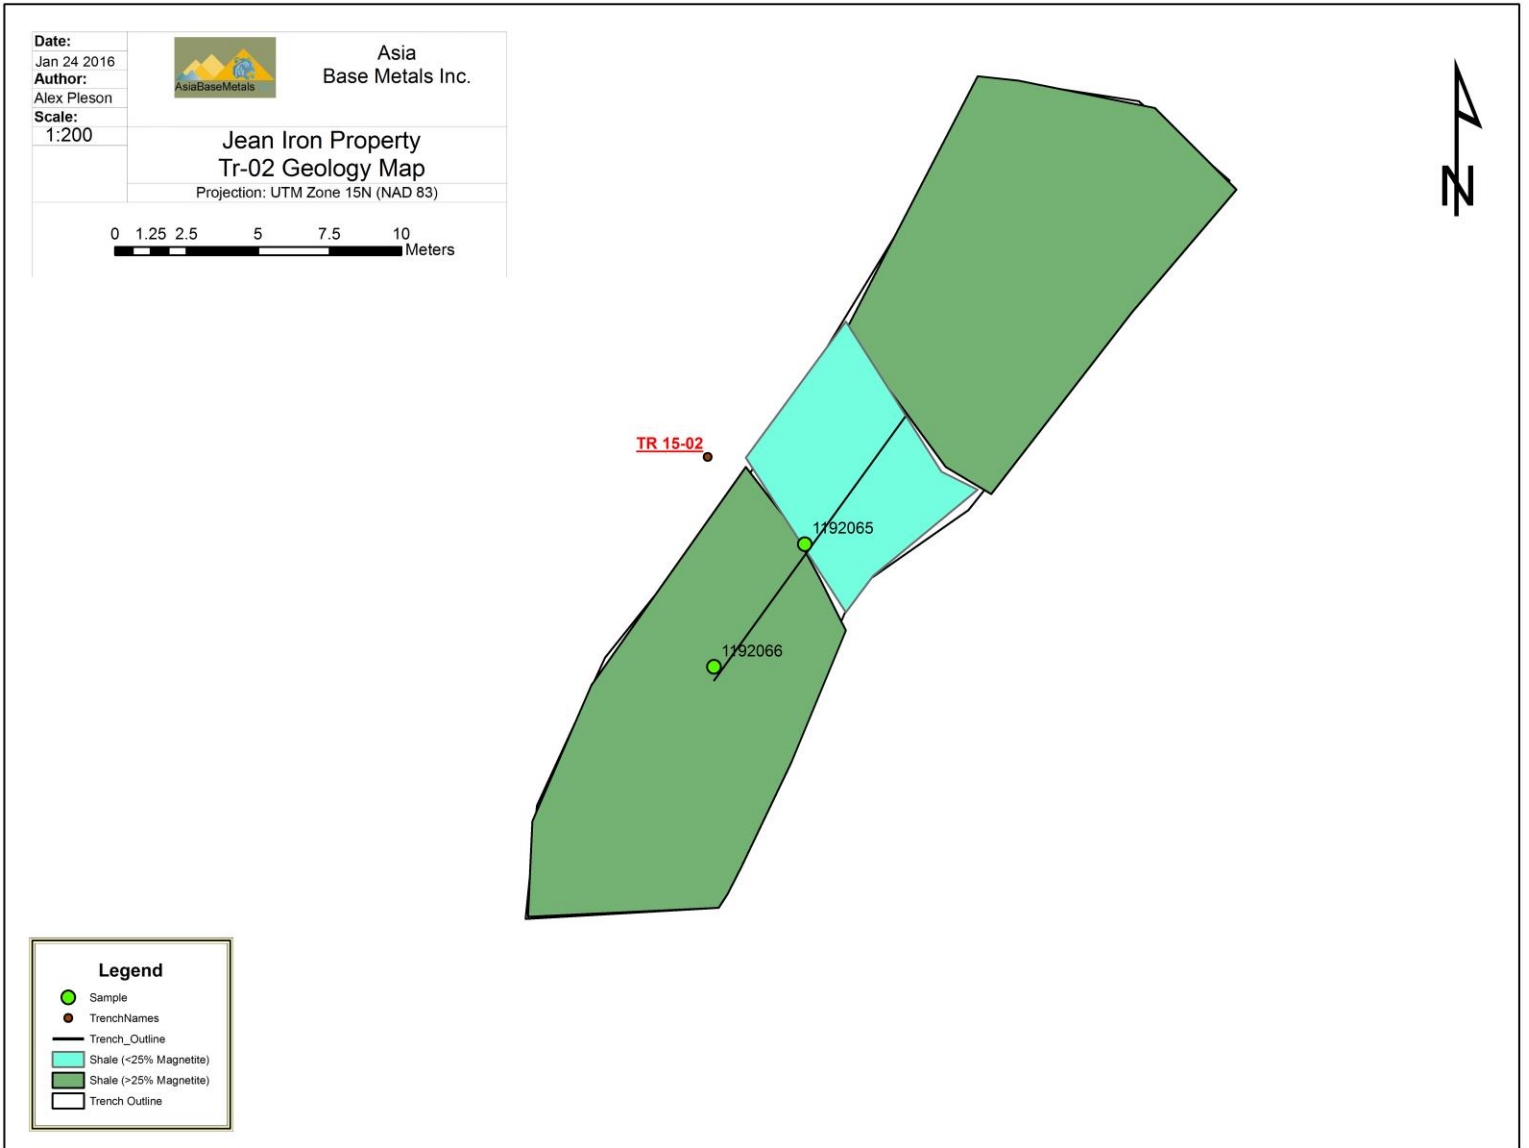 Date:
Jan 24 2016
Author:
Alex Pleson
Scale:
1:200
AsiaBaseMetals
Asia
Base Metals Inc.
Jean Iron Property
Tr-02 Geology Map
Projection: UTM Zone 15N (NAD 83)
0 1.25 2.5 5 7.5 10
Meters
N
TR 15-02
1192065
1192066
Legend
Sample
TrenchNames
Trench_Outline
Shale (<25% Magnetite)
Shale (>25% Magnetite)
Trench Outline